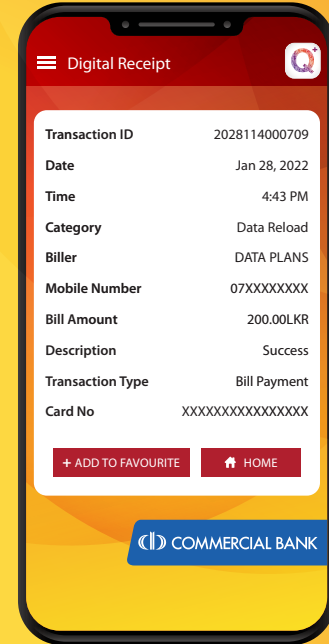 Digital Receipt
Q+
Transaction ID 2028114000709
Date Jan 28, 2022
Time 4:43 PM
Category Data Reload
Biller DATA PLANS
Mobile Number 07XXXXXXXX
Bill Amount 200.00LKR
Description Success
Transaction Type Bill Payment
Card No XXXXXXXXXXXXXXXX
+ ADD TO FAVOURITE HOME
COMMERCIAL BANK